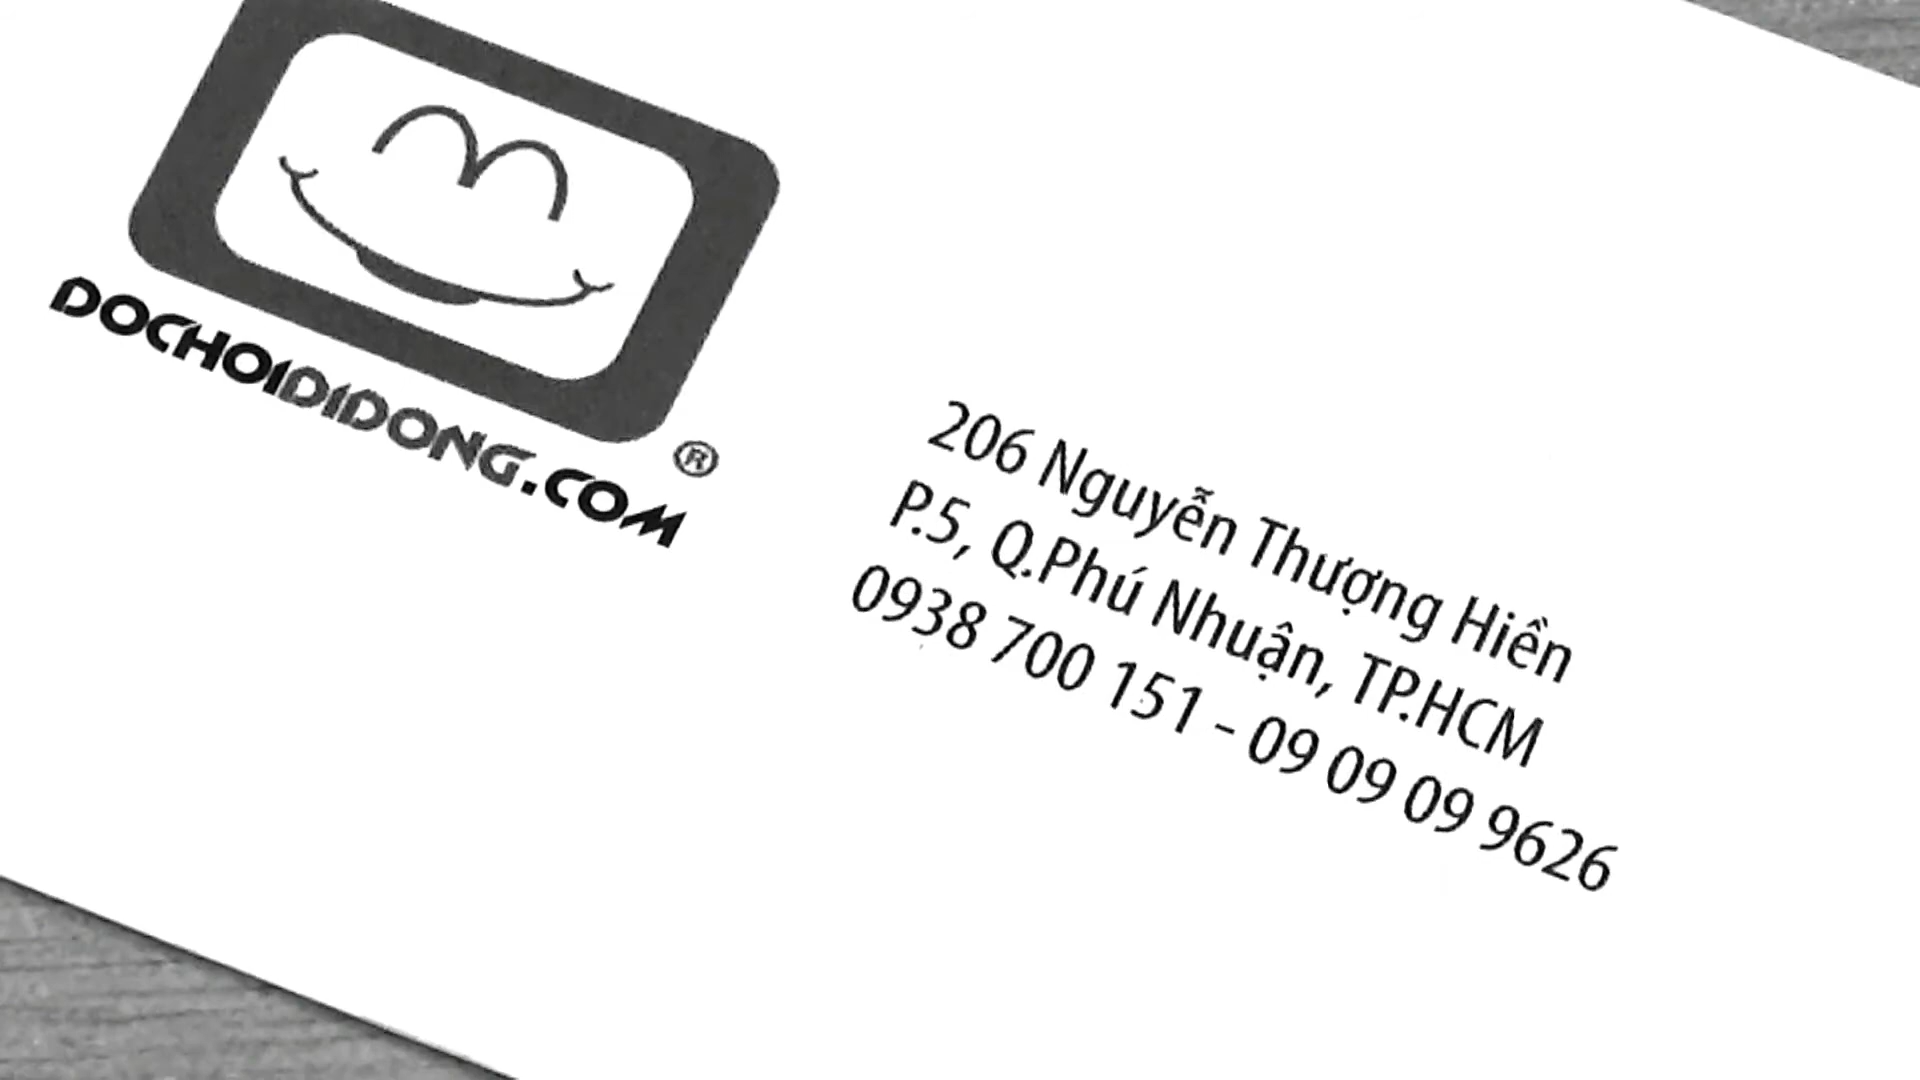 DOCHOIDIDONG.COM ®
206 Nguyễn Thượng Hiền
P.5, Q.Phú Nhuận, TP.HCM
0938 700 151 - 09 09 09 9626